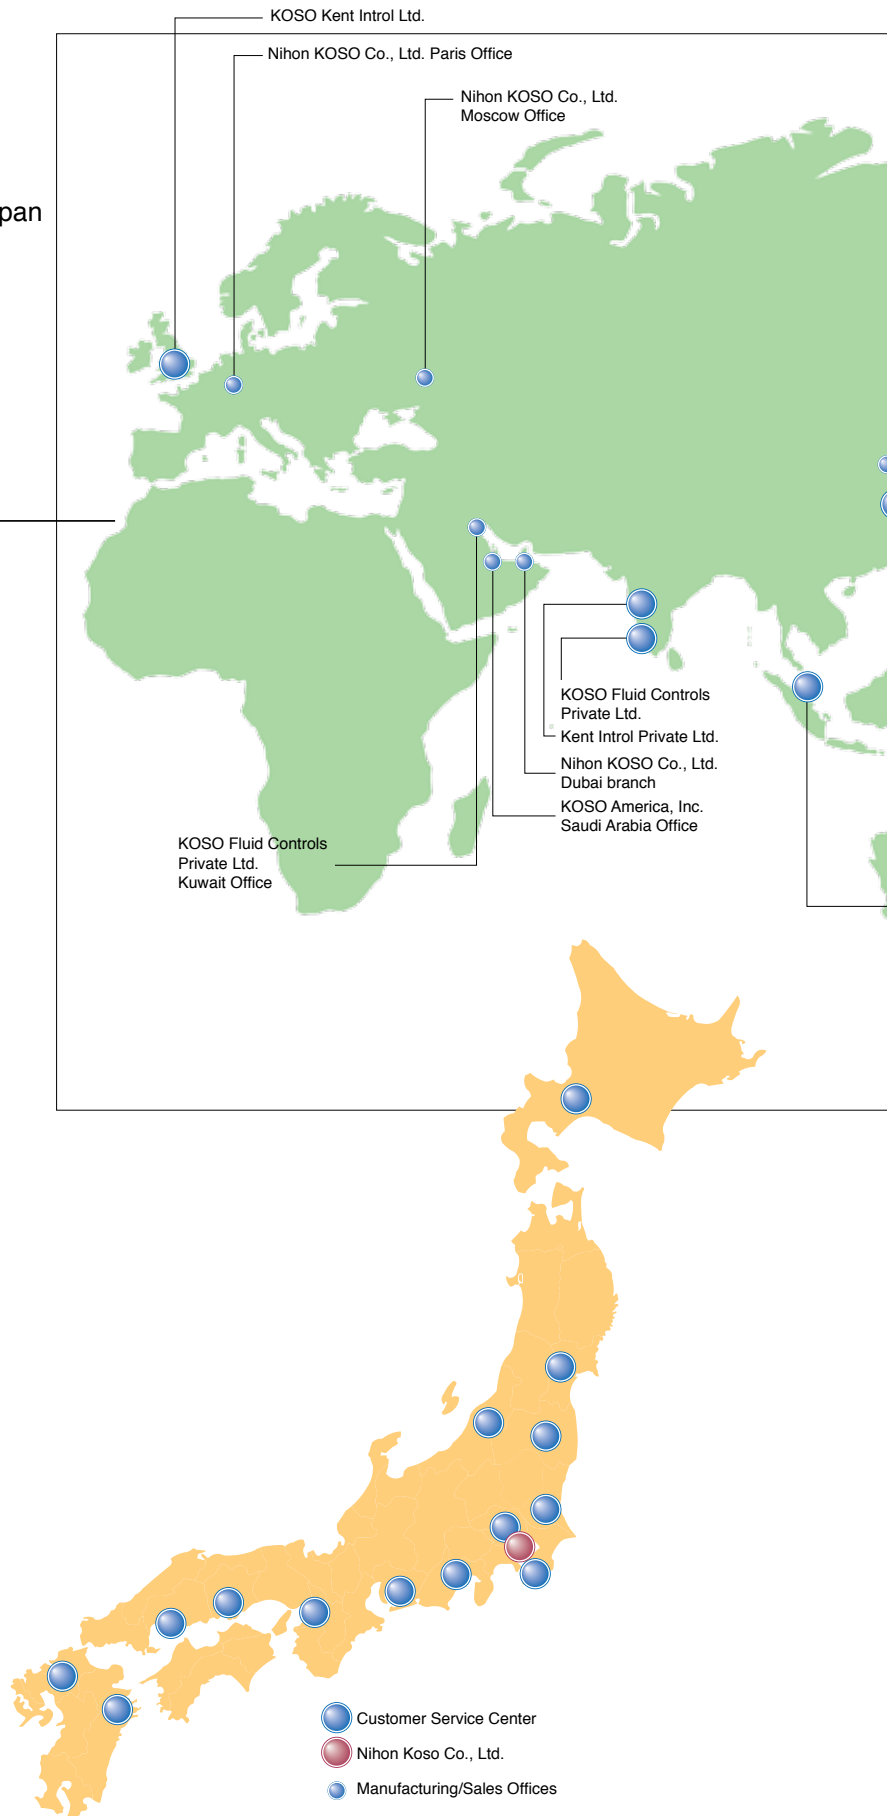 KOSO Kent Introl Ltd.
Nihon KOSO Co., Ltd. Paris Office
Nihon KOSO Co., Ltd.
Moscow Office
pan
KOSO Fluid Controls
Private Ltd.
Kent Introl Private Ltd.
Nihon KOSO Co., Ltd.
Dubai branch
KOSO America, Inc.
Saudi Arabia Office
KOSO Fluid Controls
Private Ltd.
Kuwait Office
Customer Service Center
Nihon Koso Co., Ltd.
Manufacturing/Sales Offices